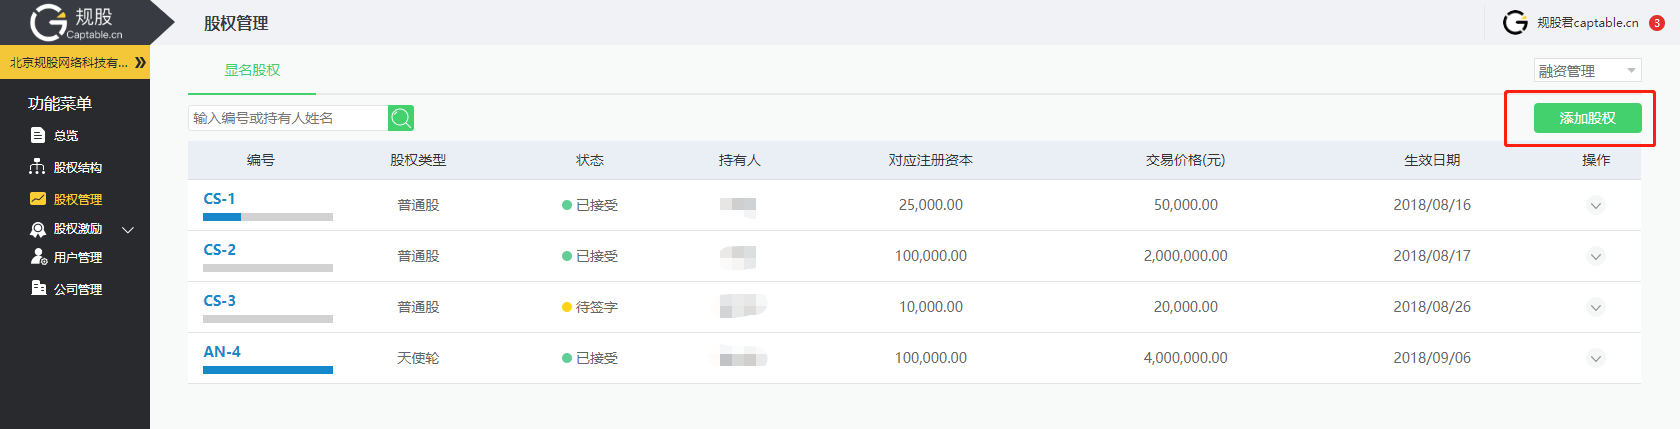 规股
Captable.cn
股权管理
规股君captable.cn
3
北京规股网络科技有...
功能菜单
总览
股权结构
股权管理
股权激励
用户管理
公司管理
显名股权
融资管理
输入编号或持有人姓名
添加股权
编号 股权类型 状态 持有人 对应注册资本 交易价格(元) 生效日期 操作
CS-1 普通股 已接受 25,000.00 50,000.00 2018/08/16
CS-2 普通股 已接受 100,000.00 2,000,000.00 2018/08/17
CS-3 普通股 待签字 10,000.00 20,000.00 2018/08/26
AN-4 天使轮 已接受 100,000.00 4,000,000.00 2018/09/06